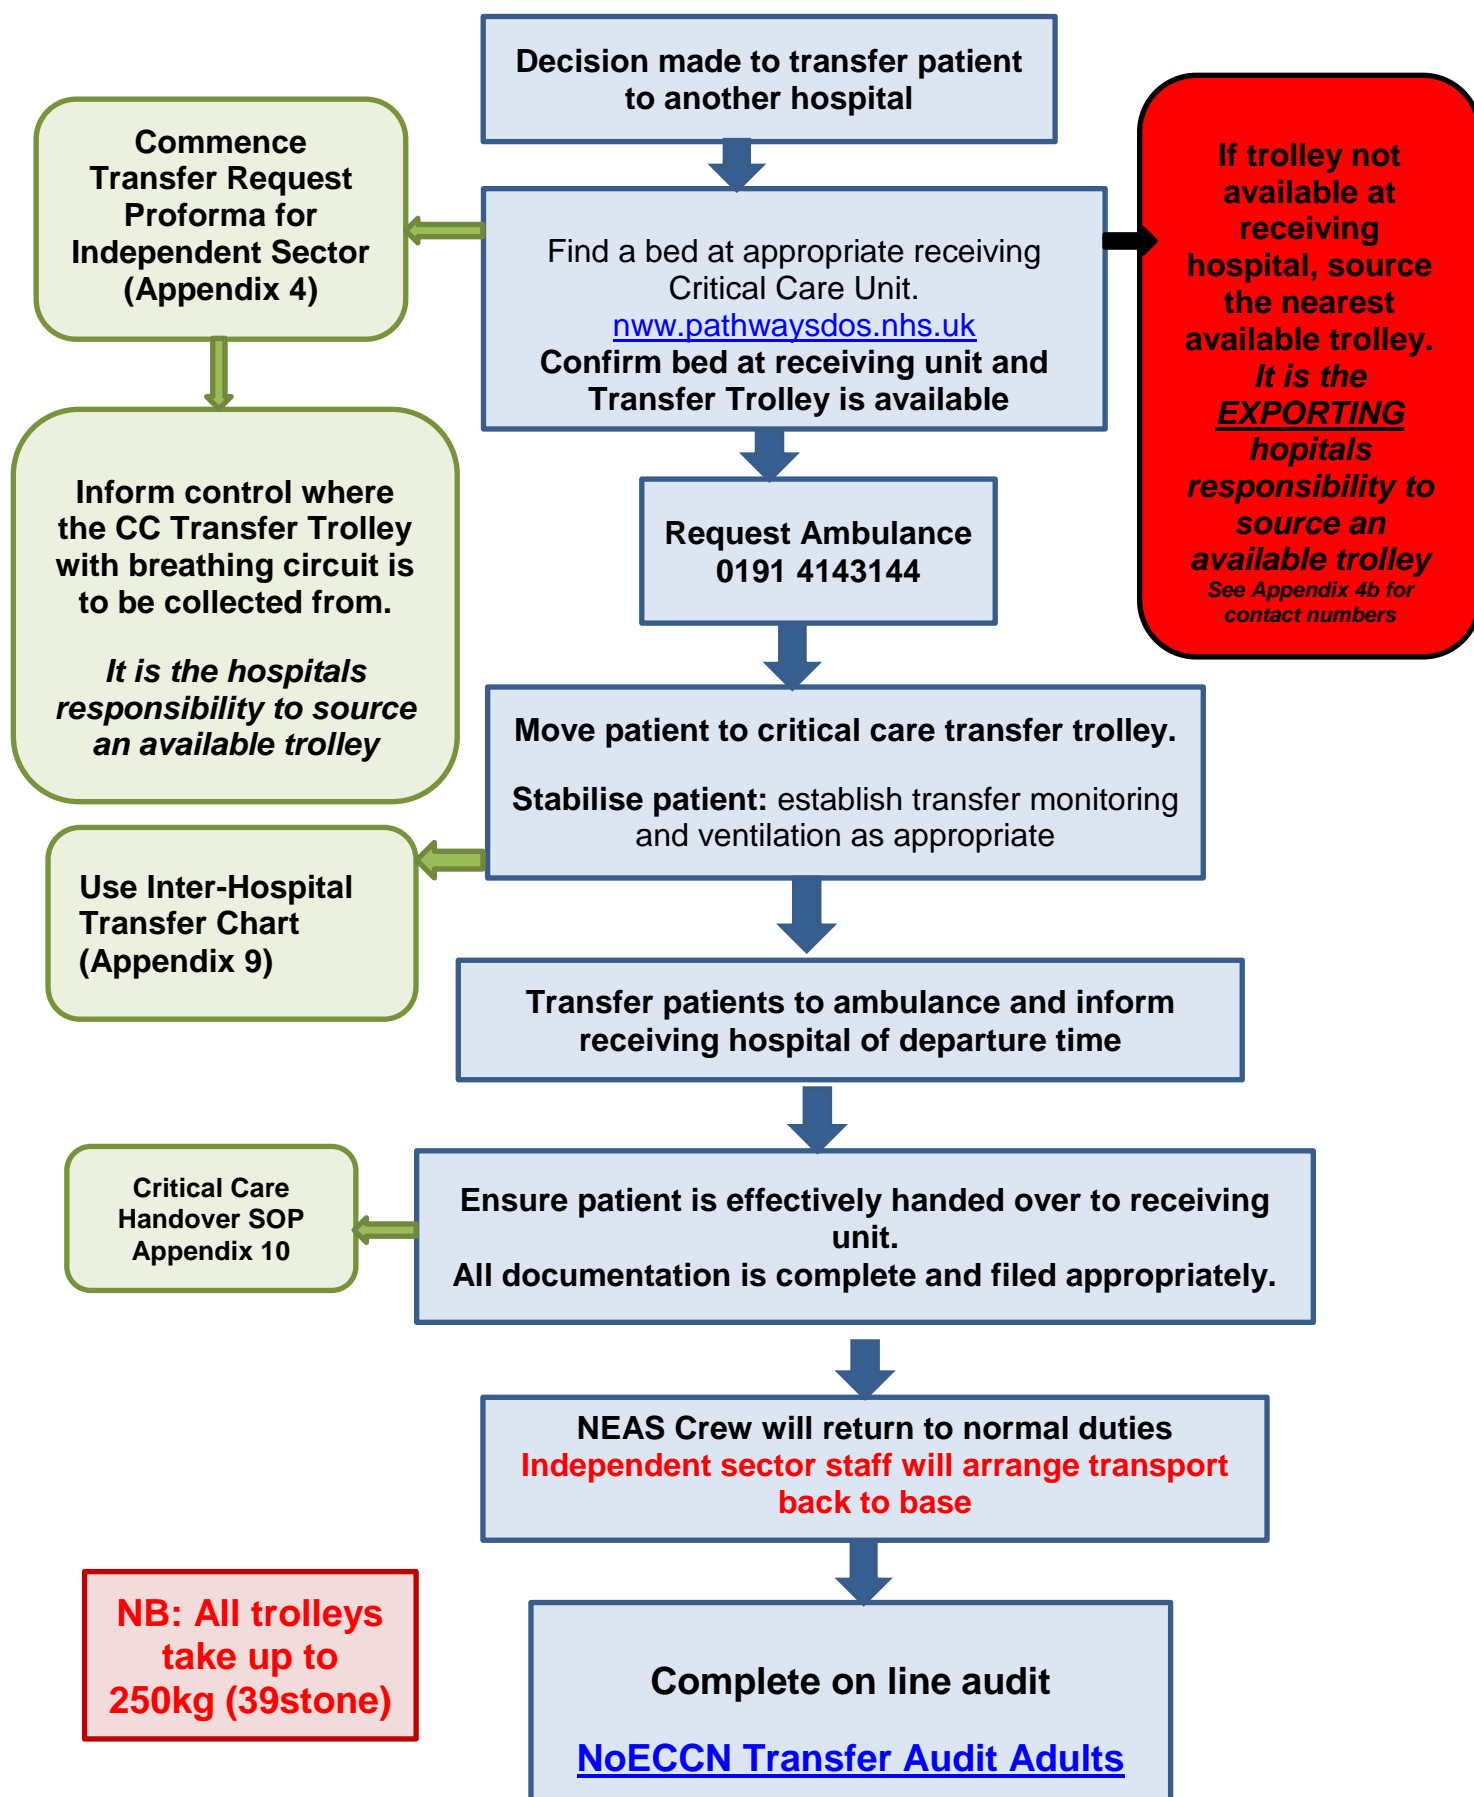 Decision made to transfer patient
to another hospital
Commence
Transfer Request
Proforma for
Independent Sector
(Appendix 4)
Find a bed at appropriate receiving
Critical Care Unit.
nww.pathwaysdos.nhs.uk
Confirm bed at receiving unit and
Transfer Trolley is available
If trolley not
available at
receiving
hospital, source
the nearest
available trolley.
It is the
EXPORTING
hopitals
responsibility to
source an
available trolley
See Appendix 4b for
contact numbers
Inform control where
the CC Transfer Trolley
with breathing circuit is
to be collected from.
It is the hospitals
responsibility to source
an available trolley
Request Ambulance
0191 4143144
Move patient to critical care transfer trolley.
Stabilise patient: establish transfer monitoring
and ventilation as appropriate
Use Inter-Hospital
Transfer Chart
(Appendix 9)
Transfer patients to ambulance and inform
receiving hospital of departure time
Critical Care
Handover SOP
Appendix 10
Ensure patient is effectively handed over to receiving
unit.
All documentation is complete and filed appropriately.
NEAS Crew will return to normal duties
Independent sector staff will arrange transport
back to base
NB: All trolleys
take up to
250kg (39stone)
Complete on line audit
NoECCN Transfer Audit Adults